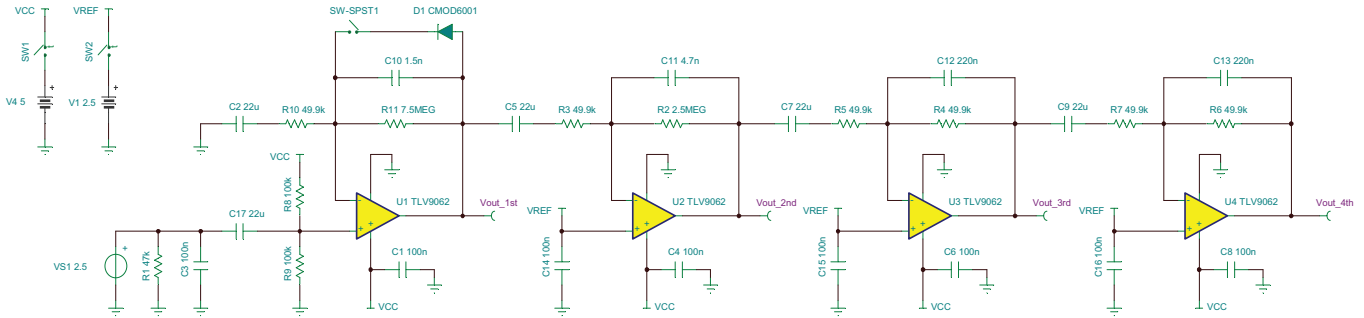 VCC
VREF
SW1
SW2
V4 5
V1 2.5
SW-SPST1
D1 CMOD6001
C10 1.5n
C2 22u
R10 49.9k
R11 7.5MEG
VCC
R8 100k
R9 100k
C17 22u
VS1 2.5
R1 47k
C3 100n
U1 TLV9062
Vout_1st
C1 100n
VCC
C11 4.7n
C5 22u
R3 49.9k
R2 2.5MEG
VREF
C14 100n
U2 TLV9062
Vout_2nd
C4 100n
VCC
C12 220n
C7 22u
R5 49.9k
R4 49.9k
VREF
C15 100n
U3 TLV9062
Vout_3rd
C6 100n
VCC
C13 220n
C9 22u
R7 49.9k
R6 49.9k
VREF
C16 100n
U4 TLV9062
Vout_4th
C8 100n
VCC